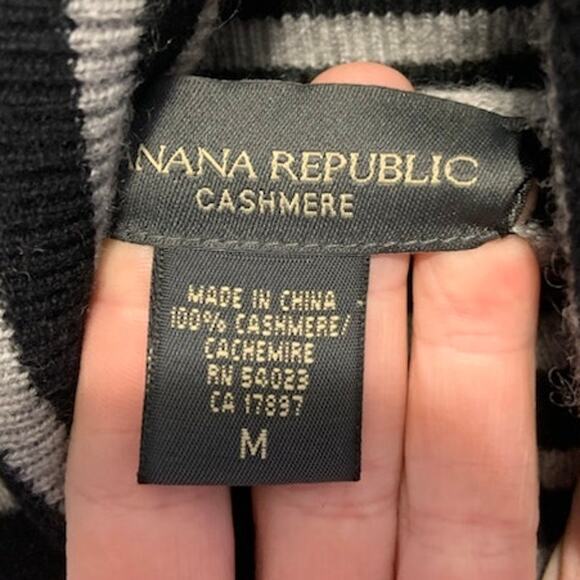 ANANA REPUBLIC
CASHMERE
MADE IN CHINA
100% CASHMERE/
CACHEMIRE
RN 54023
CA 17897
M